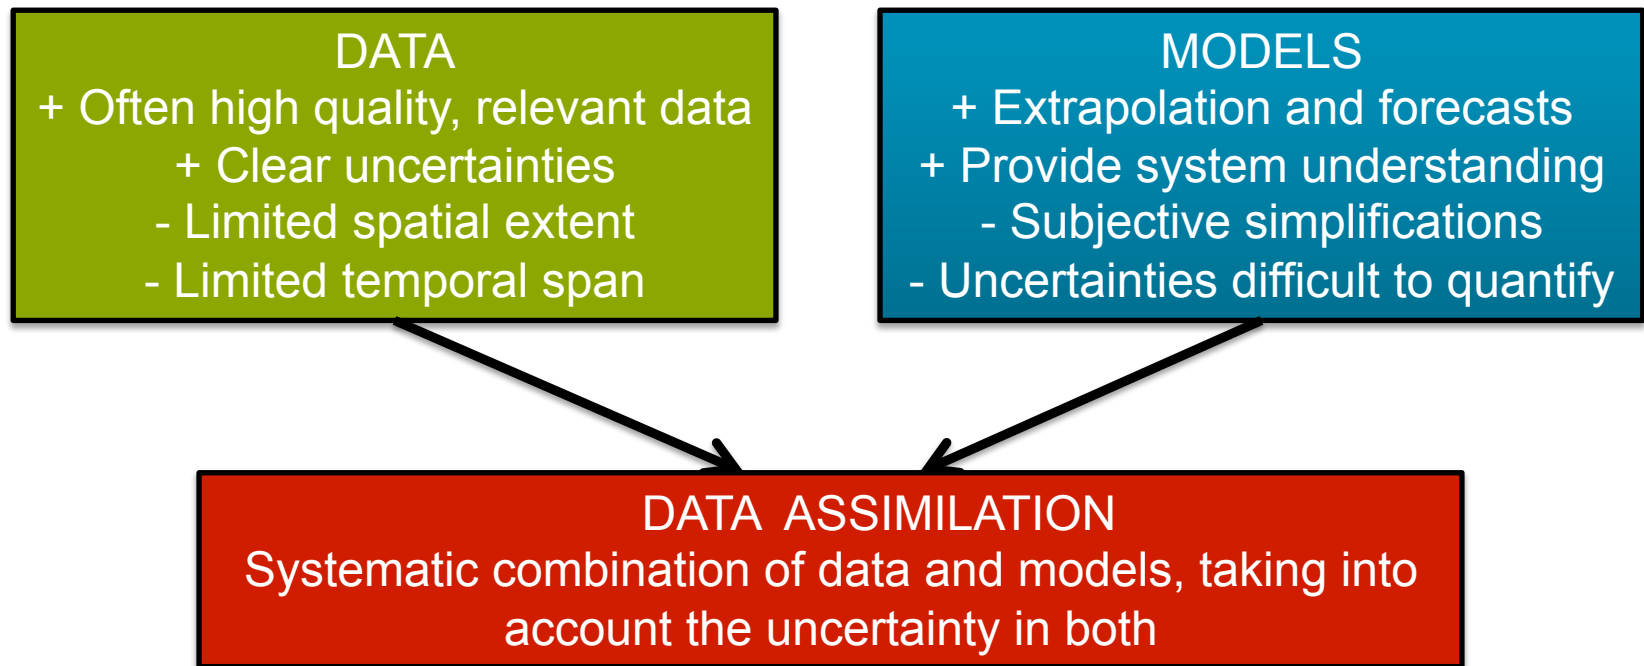 DATA
+ Often high quality, relevant data
+ Clear uncertainties
- Limited spatial extent
- Limited temporal span
MODELS
+ Extrapolation and forecasts
+ Provide system understanding
- Subjective simplifications
- Uncertainties difficult to quantify
DATA ASSIMILATION
Systematic combination of data and models, taking into
account the uncertainty in both